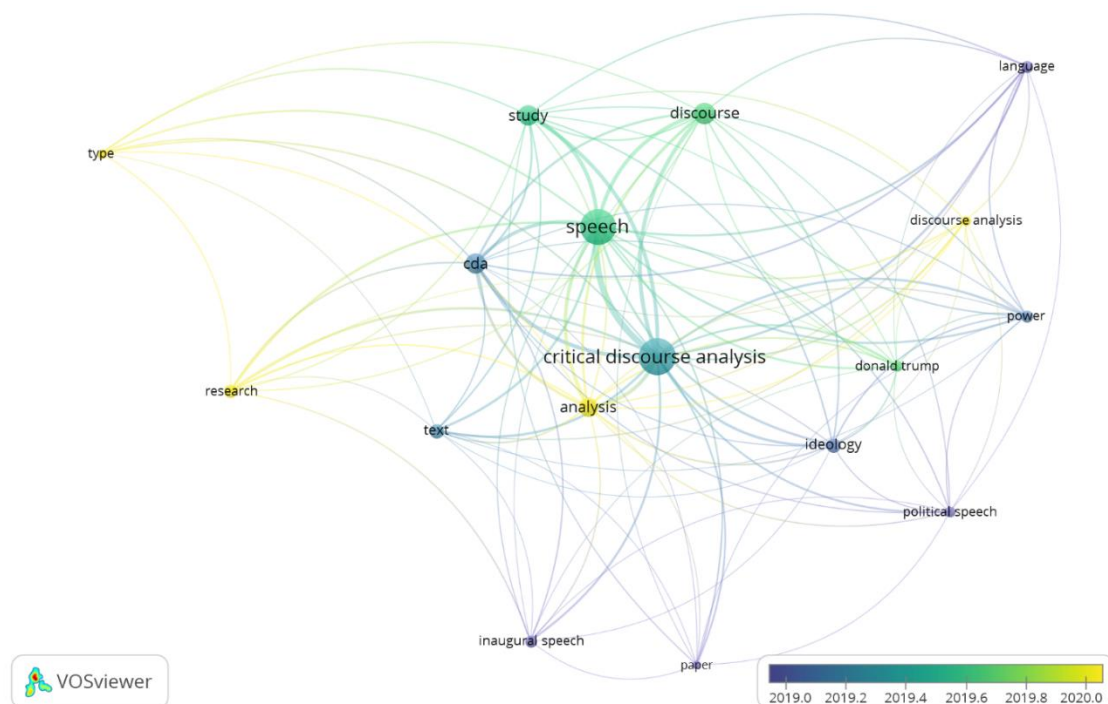 language
study
discourse
type
discourse analysis
speech
cda
power
critical discourse analysis
donald trump
research
analysis
text
ideology
political speech
inaugural speech
paper
VOSviewer
2019.0 2019.2 2019.4 2019.6 2019.8 2020.0